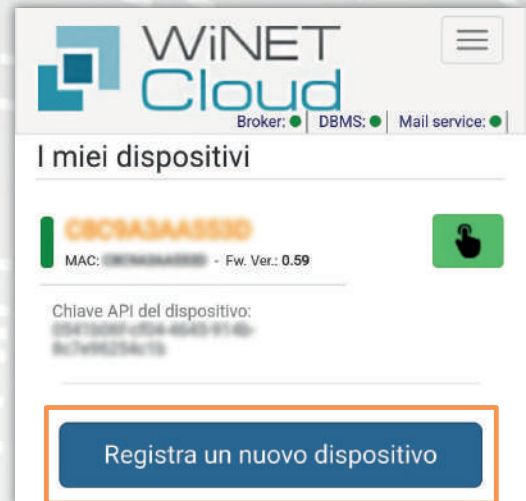 WiNET
Cloud
Broker: DBMS: Mail service:
I miei dispositivi
MAC: - Fw. Ver.: 0.59
Chiave API del dispositivo:
Registra un nuovo dispositivo